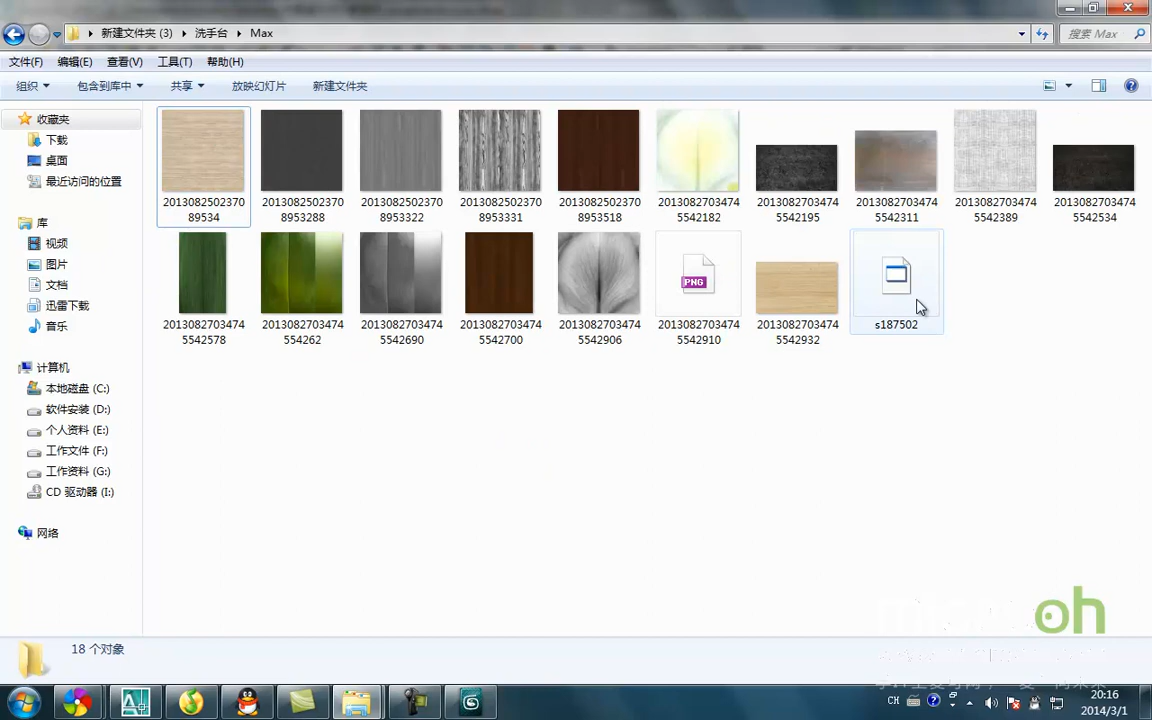 新建文件夹 (3) 洗手台 Max
搜索 Max
文件(F) 编辑(E) 查看(V) 工具(T) 帮助(H)
组织 包含到库中 共享 放映幻灯片 新建文件夹
收藏夹
下载
桌面
最近访问的位置
库
视频
图片
文档
迅雷下载
音乐
计算机
本地磁盘 (C:)
软件安装 (D:)
个人资料 (E:)
工作文件 (F:)
工作资料 (G:)
CD 驱动器 (I:)
网络
2013082502370
89534
2013082502370
8953288
2013082502370
8953322
2013082502370
8953331
2013082502370
8953518
2013082703474
5542182
2013082703474
5542195
2013082703474
5542311
2013082703474
5542389
2013082703474
5542534
2013082703474
5542578
2013082703474
554262
2013082703474
5542690
2013082703474
5542700
2013082703474
5542906
PNG
2013082703474
5542910
2013082703474
5542932
s187502
18 个对象
oh
CH
20:16
2014/3/1